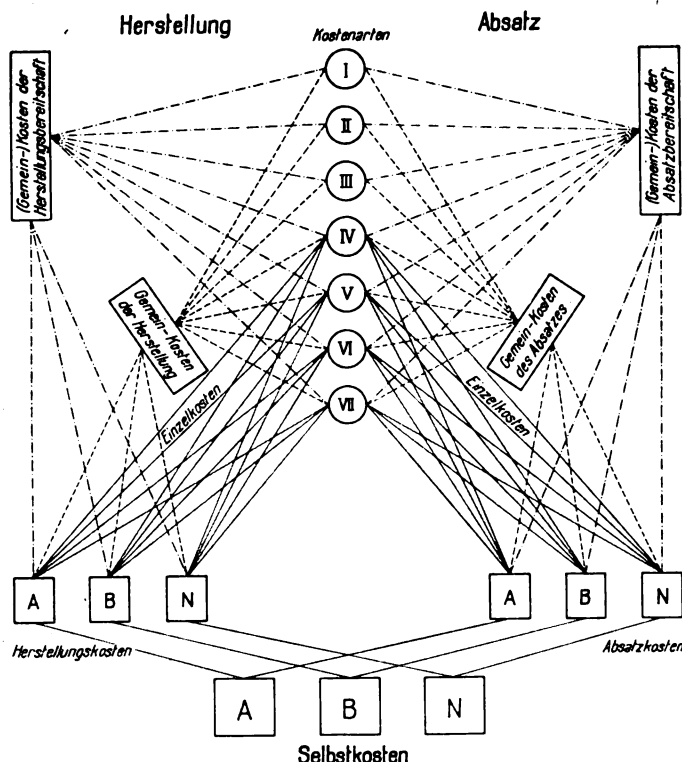 Herstellung
Kostenarten
Absatz
(Gemein-)Kosten der
Herstellungsbereitschaft
I
II
III
IV
V
VI
VII
(Gemein-)Kosten der
Absatzbereitschaft
Gemein-Kosten
der Herstellung
Gemein-Kosten
des Absatzes
Einzelkosten
Einzelkosten
A
B
N
A
B
N
Herstellungskosten
Absatzkosten
A
B
N
Selbstkosten